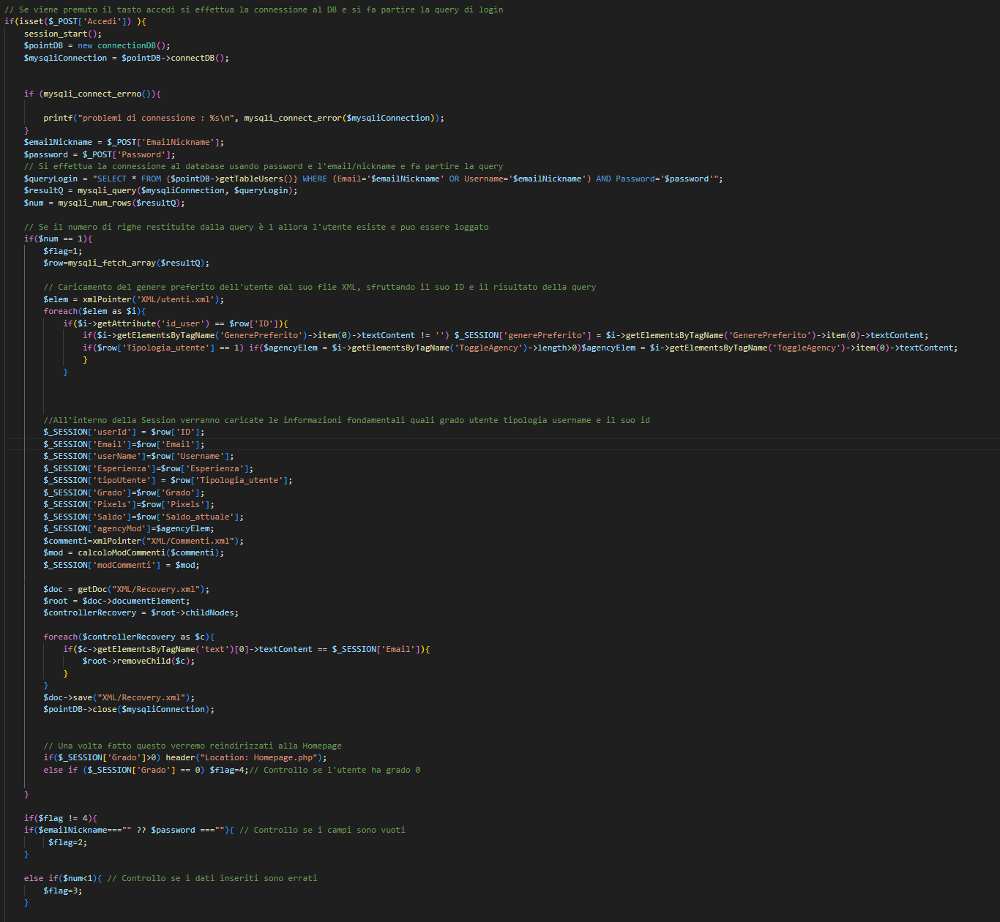 // Se viene premuto il tasto accedi si effettua la connessione al DB e si fa partire la query di login
if(isset($_POST['Accedi']) ){
    session_start();
    $pointDB = new connectionDB();
    $mysqliConnection = $pointDB->connectDB();
    if (mysqli_connect_errno()){
        printf("problemi di connessione : %s\n", mysqli_connect_error($mysqliConnection));
    }
    $emailNickname = $_POST['EmailNickname'];
    $password = $_POST['Password'];
    // Si effettua la connessione al database usando password e l'email/nickname e fa partire la query
    $queryLogin = "SELECT * FROM {$pointDB->getTableUsers()} WHERE (Email='$emailNickname' OR Username='$emailNickname') AND Password='$password'";
    $resultQ = mysqli_query($mysqliConnection, $queryLogin);
    $num = mysqli_num_rows($resultQ);
    // Se il numero di righe restituite dalla query è 1 allora l'utente esiste e puo essere loggato
    if($num == 1){
        $flag=1;
        $row=mysqli_fetch_array($resultQ);
        // Caricamento del genere preferito dell'utente dal suo file XML, sfruttando il suo ID e il risultato della query
        $elem = xmlPointer('XML/utenti.xml');
        foreach($elem as $i){
            if($i->getAttribute('id_user') == $row['ID']){
                if($i->getElementsByTagName('GenerePreferito')->item(0)->textContent != '') $_SESSION['generePreferito'] = $i->getElementsByTagName('GenerePreferito')->item(0)->textContent;
                if($row['Tipologia_utente'] == 1) if($agencyElem = $i->getElementsByTagName('ToggleAgency')->length>0)$agencyElem = $i->getElementsByTagName('ToggleAgency')->item(0)->textContent;
                }
            }
        //All'interno della Session verranno caricate le informazioni fondamentali quali grado utente tipologia username e il suo id
        $_SESSION['userId'] = $row['ID'];
        $_SESSION['Email']=$row['Email'];
        $_SESSION['userName']=$row['Username'];
        $_SESSION['Esperienza']=$row['Esperienza'];
        $_SESSION['tipoUtente'] = $row['Tipologia_utente'];
        $_SESSION['Grado']=$row['Grado'];
        $_SESSION['Pixels']=$row['Pixels'];
        $_SESSION['Saldo']=$row['Saldo_attuale'];
        $_SESSION['agencyMod']=$agencyElem;
        $commenti=xmlPointer("XML/Commenti.xml");
        $mod = calcoloModCommenti($commenti);
        $_SESSION['modCommenti'] = $mod;
        $doc = getDoc("XML/Recovery.xml");
        $root = $doc->documentElement;
        $controllerRecovery = $root->childNodes;
        foreach($controllerRecovery as $c){
            if($c->getElementsByTagName('text')[0]->textContent == $_SESSION['Email']){
                $root->removeChild($c);
            }
        }
        $doc->save("XML/Recovery.xml");
        $pointDB->close($mysqliConnection);
        // Una volta fatto questo verremo reindirizzati alla Homepage
        if($_SESSION['Grado']>0) header("Location: Homepage.php");
        else if ($_SESSION['Grado'] == 0) $flag=4;// Controllo se l'utente ha grado 0
    }
    if($flag != 4){
    if($emailNickname==="" ?? $password ===""){ // Controllo se i campi sono vuoti
         $flag=2;
    }
    else if($num<1){ // Controllo se i dati inseriti sono errati
        $flag=3;
    }